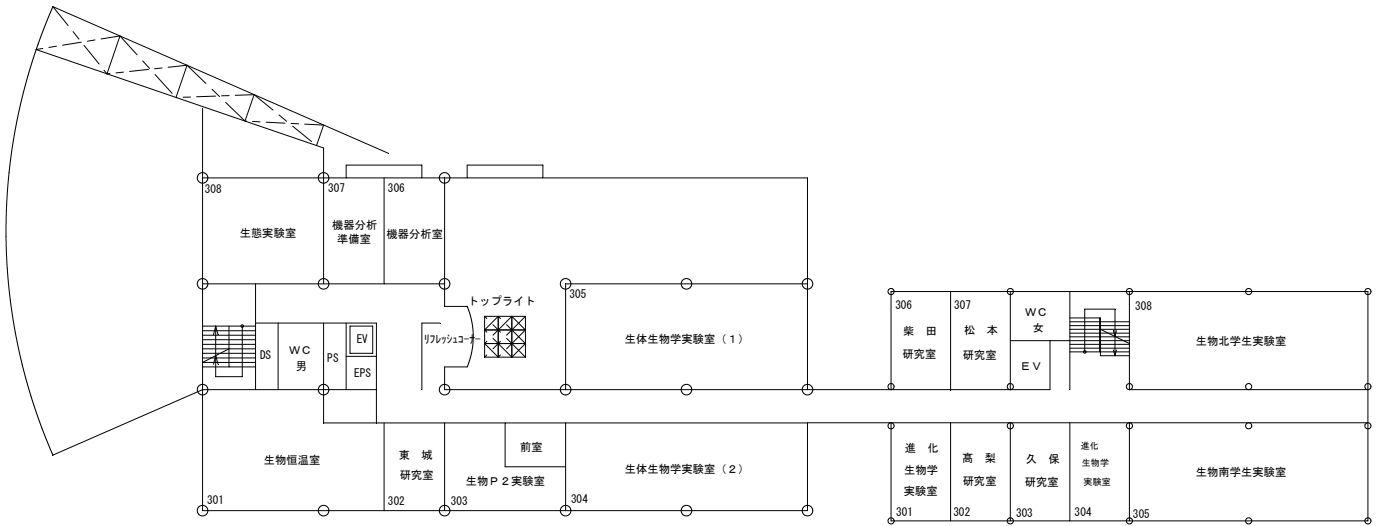 308
生態実験室
307
機器分析
準備室
306
機器分析室
トップライト
リフレッシュコーナー
305
生体生物学実験室(1)
DS
WC
男
PS
EV
EPS
301
生物恒温室
302
東 城
研究室
303
生物P2実験室
前室
304
生体生物学実験室(2)
306
柴 田
研究室
307
松 本
研究室
WC
女
EV
308
生物北学生実験室
進 化
生物学
実験室
301
高 梨
研究室
302
久 保
研究室
303
進化
生物学
実験室
304
生物南学生実験室
305